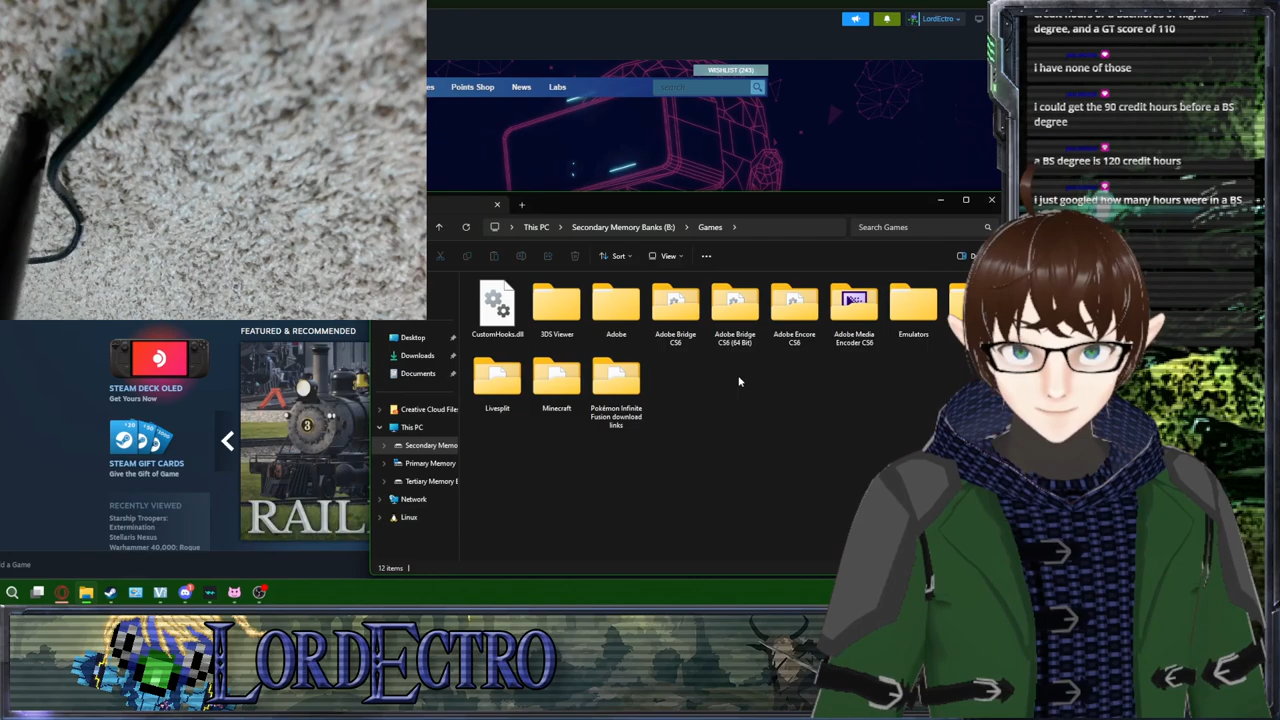 LordEctro
WISHLIST (245)
Points Shop News Labs
search
This PC > Secondary Memory Banks (B:) > Games >
Search Games
Sort
View
CustomHooks.dll
3DS Viewer
Adobe
Adobe Bridge
CS6
Adobe Bridge
CS6 (64 Bit)
Adobe Encore
CS6
Adobe Media
Encoder CS6
Emulators
Livesplit
Minecraft
Pokémon Infinite
Fusion download
links
Desktop
Downloads
Documents
Creative Cloud File
This PC
Secondary Memo
Primary Memory
Tertiary Memory B
Network
Linux
12 items
FEATURED & RECOMMENDED
STEAM DECK OLED
Get Yours Now
STEAM GIFT CARDS
Give the Gift of Game
RECENTLY VIEWED
Starship Troopers:
Extermination
Stellaris Nexus
Warhammer 40,000: Rogue
3
RAIL
d a Game
degree, and a GT score of 110
i have none of those
i could get the 90 credit hours before a BS
degree
a BS degree is 120 credit hours
i just googled how many hours were in a BS
LORDECTRO